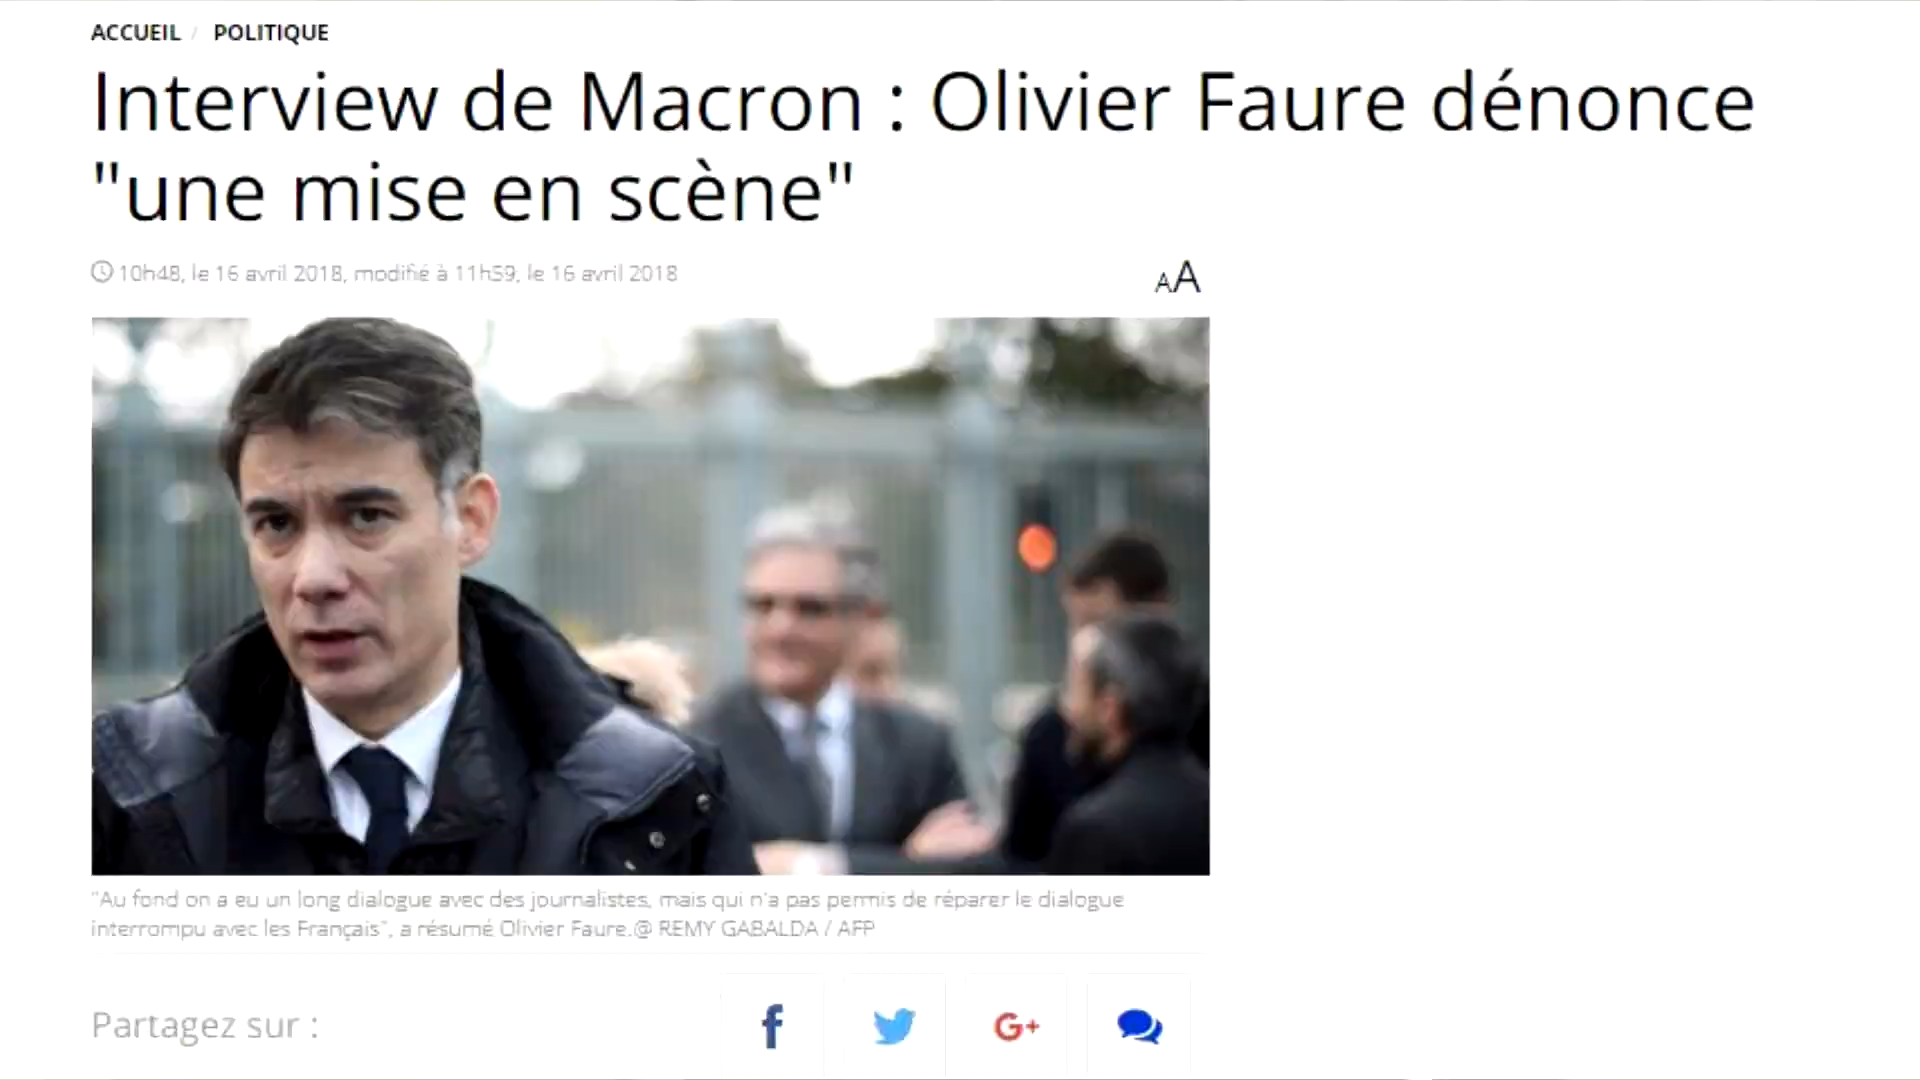 ACCUEIL / POLITIQUE
Interview de Macron : Olivier Faure dénonce
"une mise en scène"
10h48, le 16 avril 2018, modifié à 11h59, le 16 avril 2018
AA
"Au fond on a eu un long dialogue avec des journalistes, mais qui n'a pas permis de réparer le dialogue
interrompu avec les Français", a résumé Olivier Faure.@ REMY GABALDA / AFP
Partagez sur :
f
G+